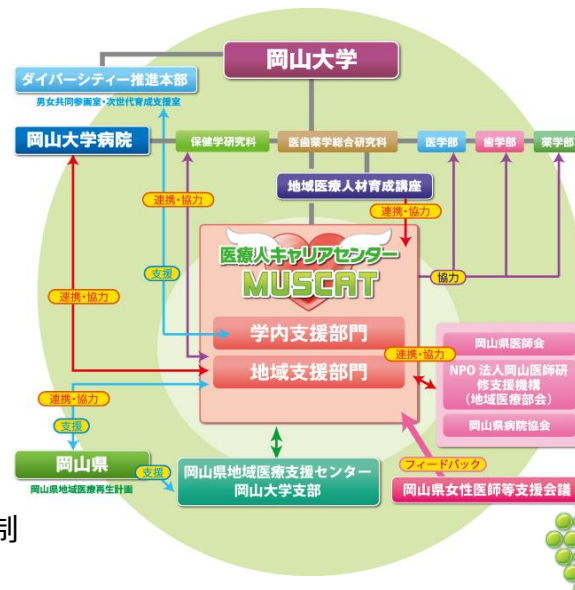 岡山大学
ダイバーシティー推進本部
男女共同参画室・次世代育成支援室
岡山大学病院
保健学研究科
医歯薬学総合研究科
医学部
歯学部
薬学部
地域医療人材育成講座
連携・協力
連携・協力
医療人キャリアセンター
MUSCAT
支援
協力
連携・協力
学内支援部門
地域支援部門
連携・協力
岡山県医師会
NPO法人岡山医師研
修支援機構
（地域医療部会）
岡山県病院協会
連携・協力
支援
岡山県
岡山県地域医療再生計画
支援
岡山県地域医療支援センター
岡山大学支部
フィードバック
岡山県女性医師等支援会議
制